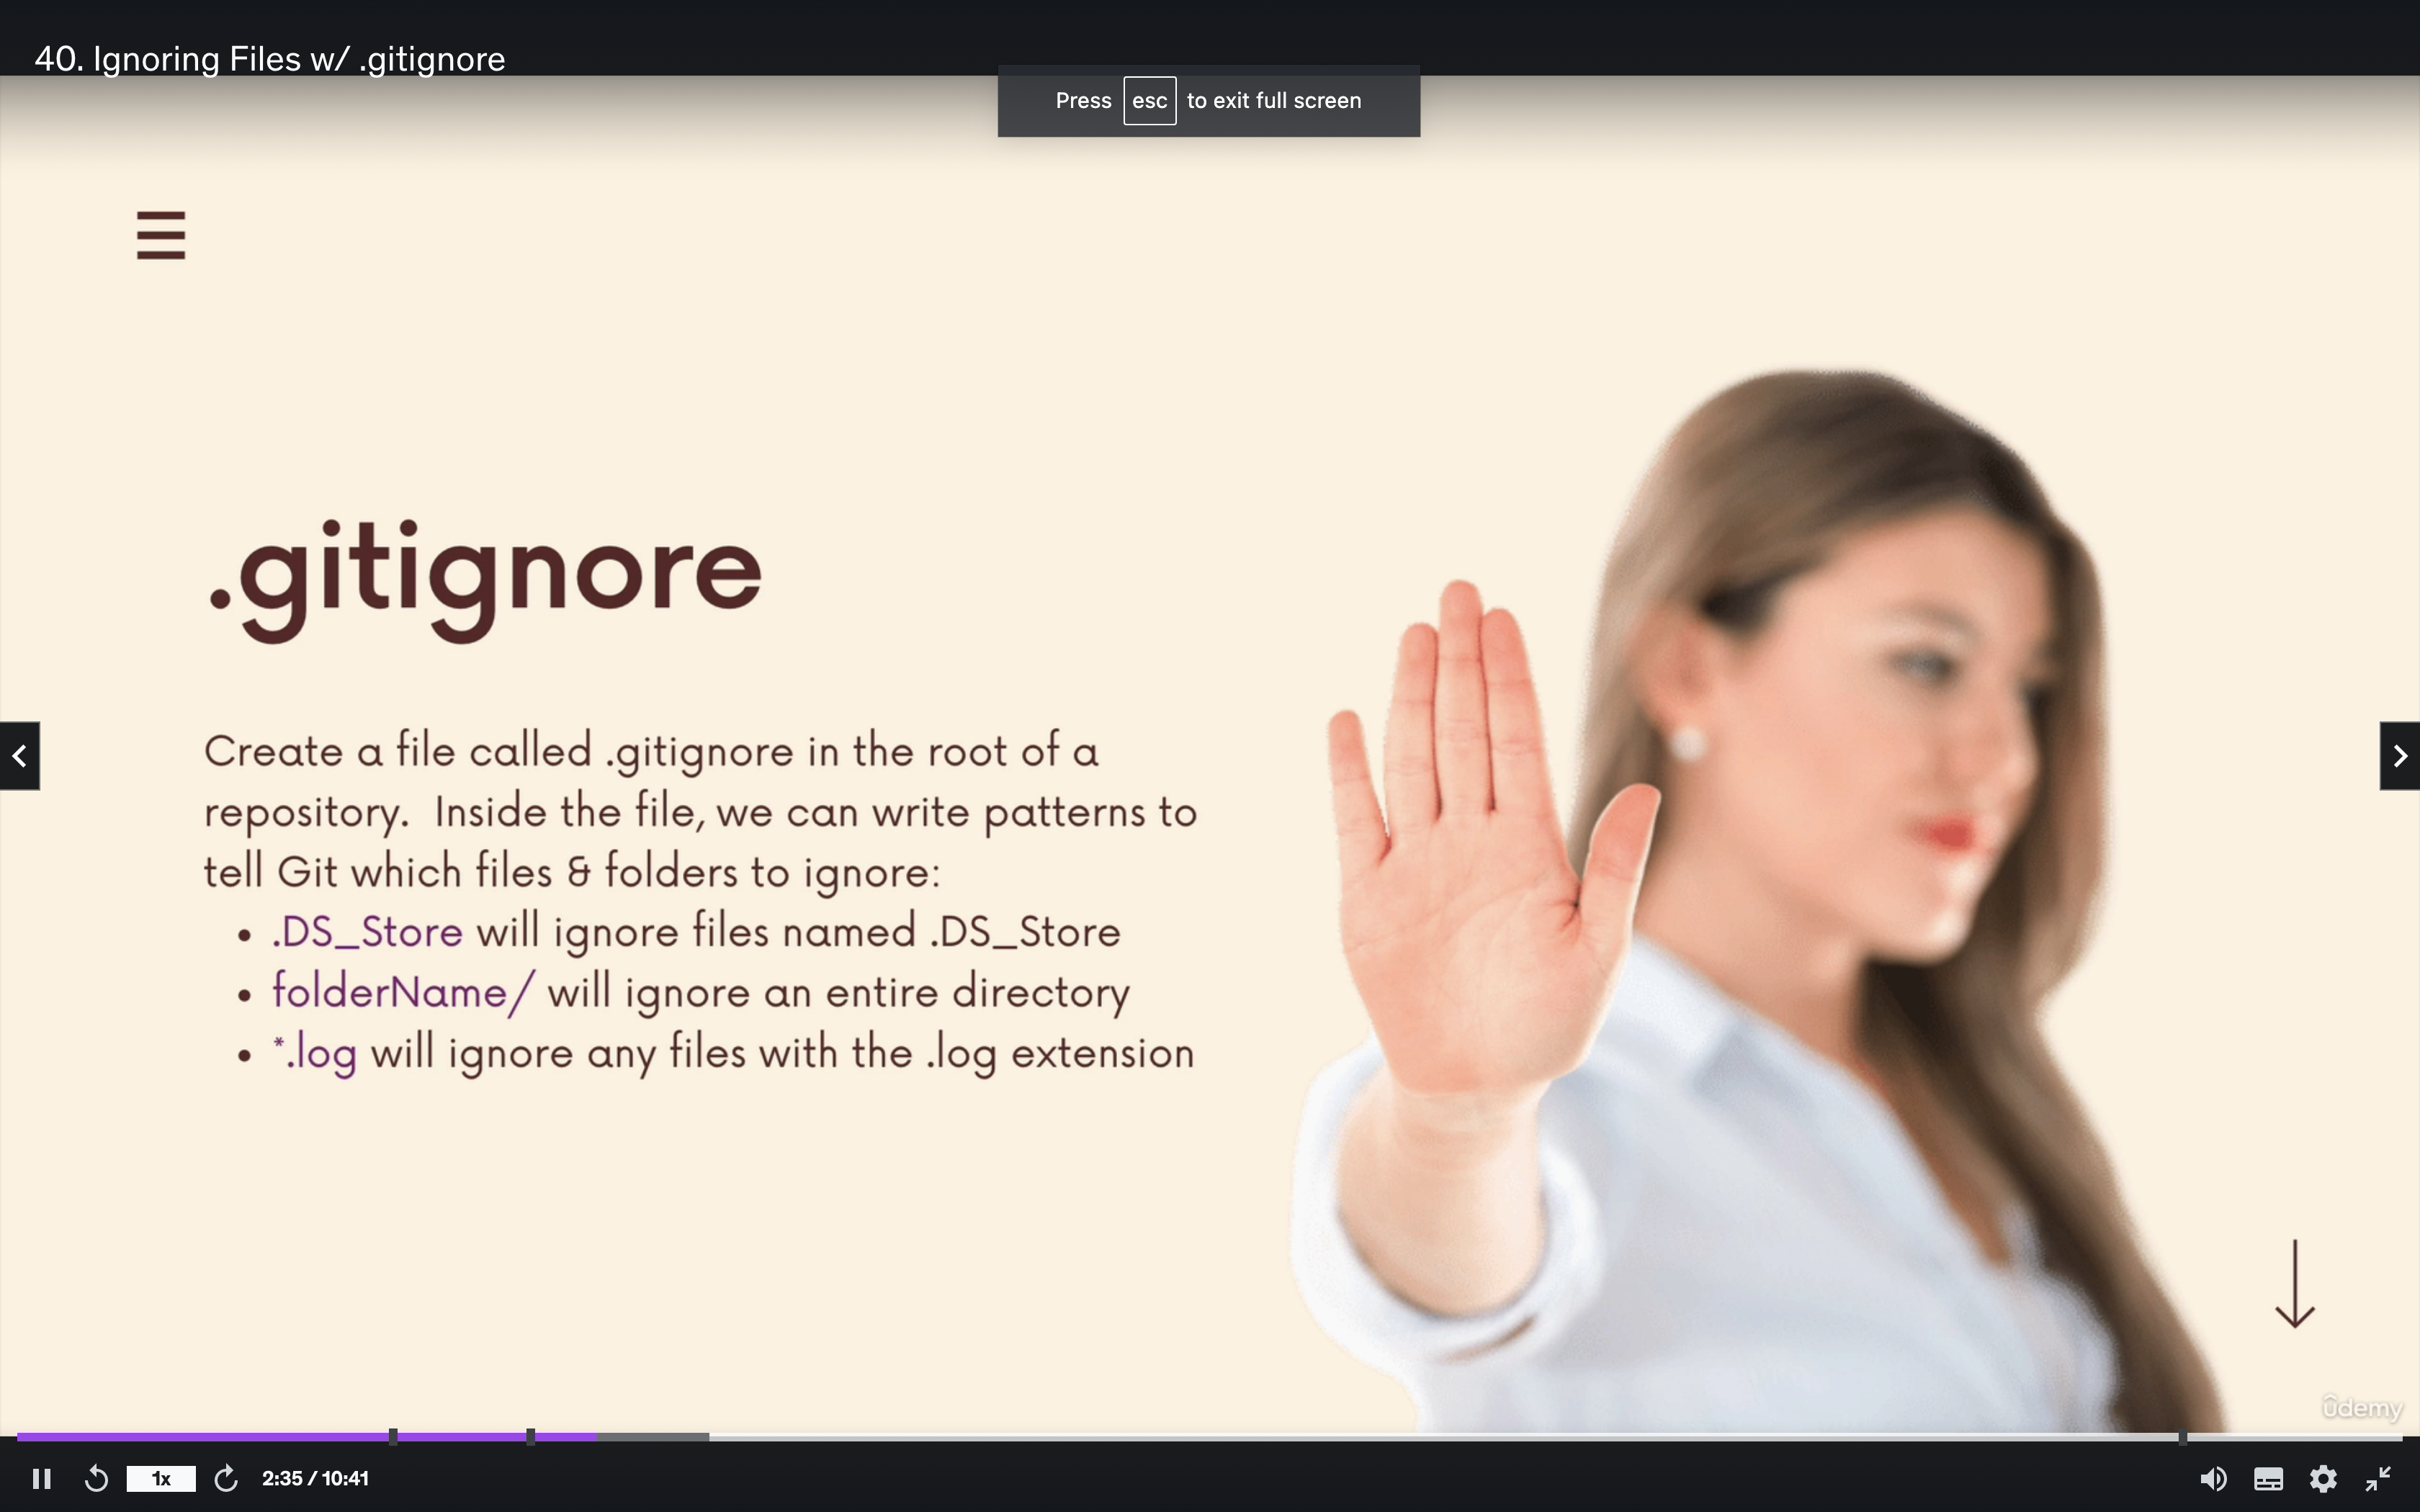 40. Ignoring Files w/ .gitignore
Press esc to exit full screen
.gitignore
Create a file called .gitignore in the root of a
repository. Inside the file, we can write patterns to
tell Git which files & folders to ignore:
• .DS_Store will ignore files named .DS_Store
• folderName/ will ignore an entire directory
• *.log will ignore any files with the .log extension
ûdemy
1x
2:35 / 10:41